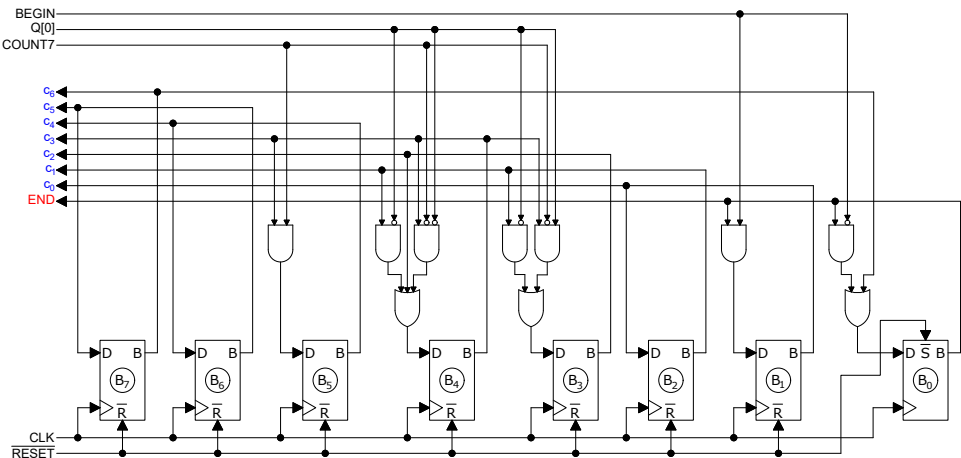 BEGIN
Q[0]
COUNT7
c6
c5
c4
c3
c2
c1
c0
END
D B D B D B D B D B D B D B D S̅ B
B7 B6 B5 B4 B3 B2 B1 B0
R̅ R̅ R̅ R̅ R̅ R̅ R̅
CLK
R̅E̅S̅E̅T̅